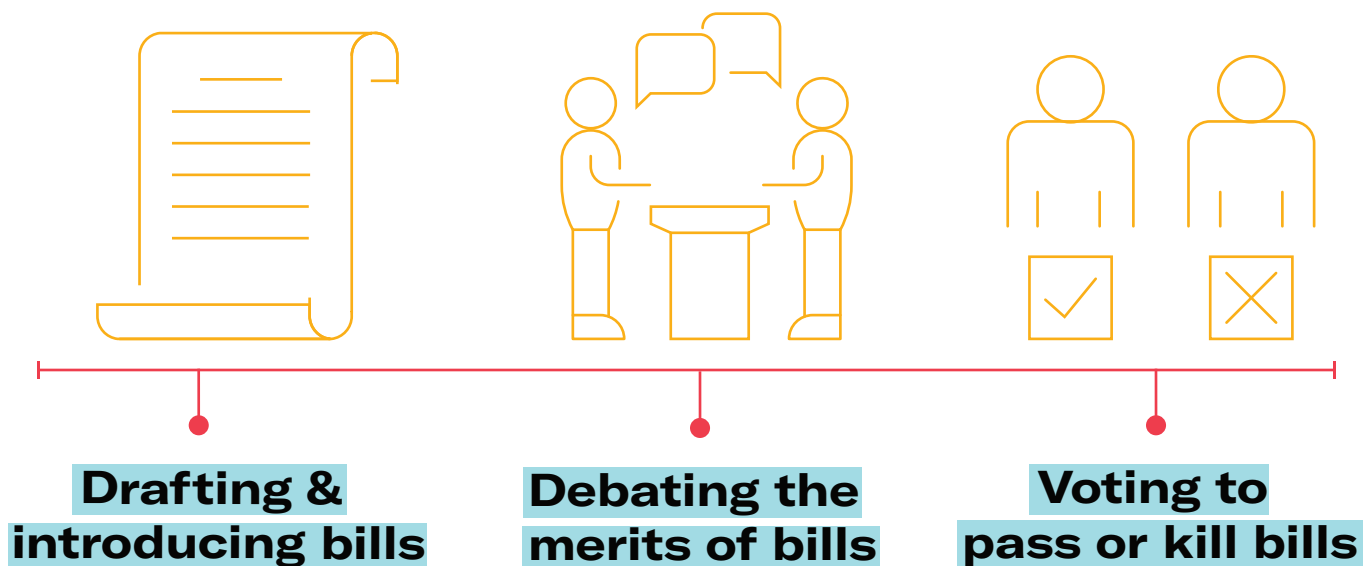 Drafting &
introducing bills
Debating the
merits of bills
Voting to
pass or kill bills